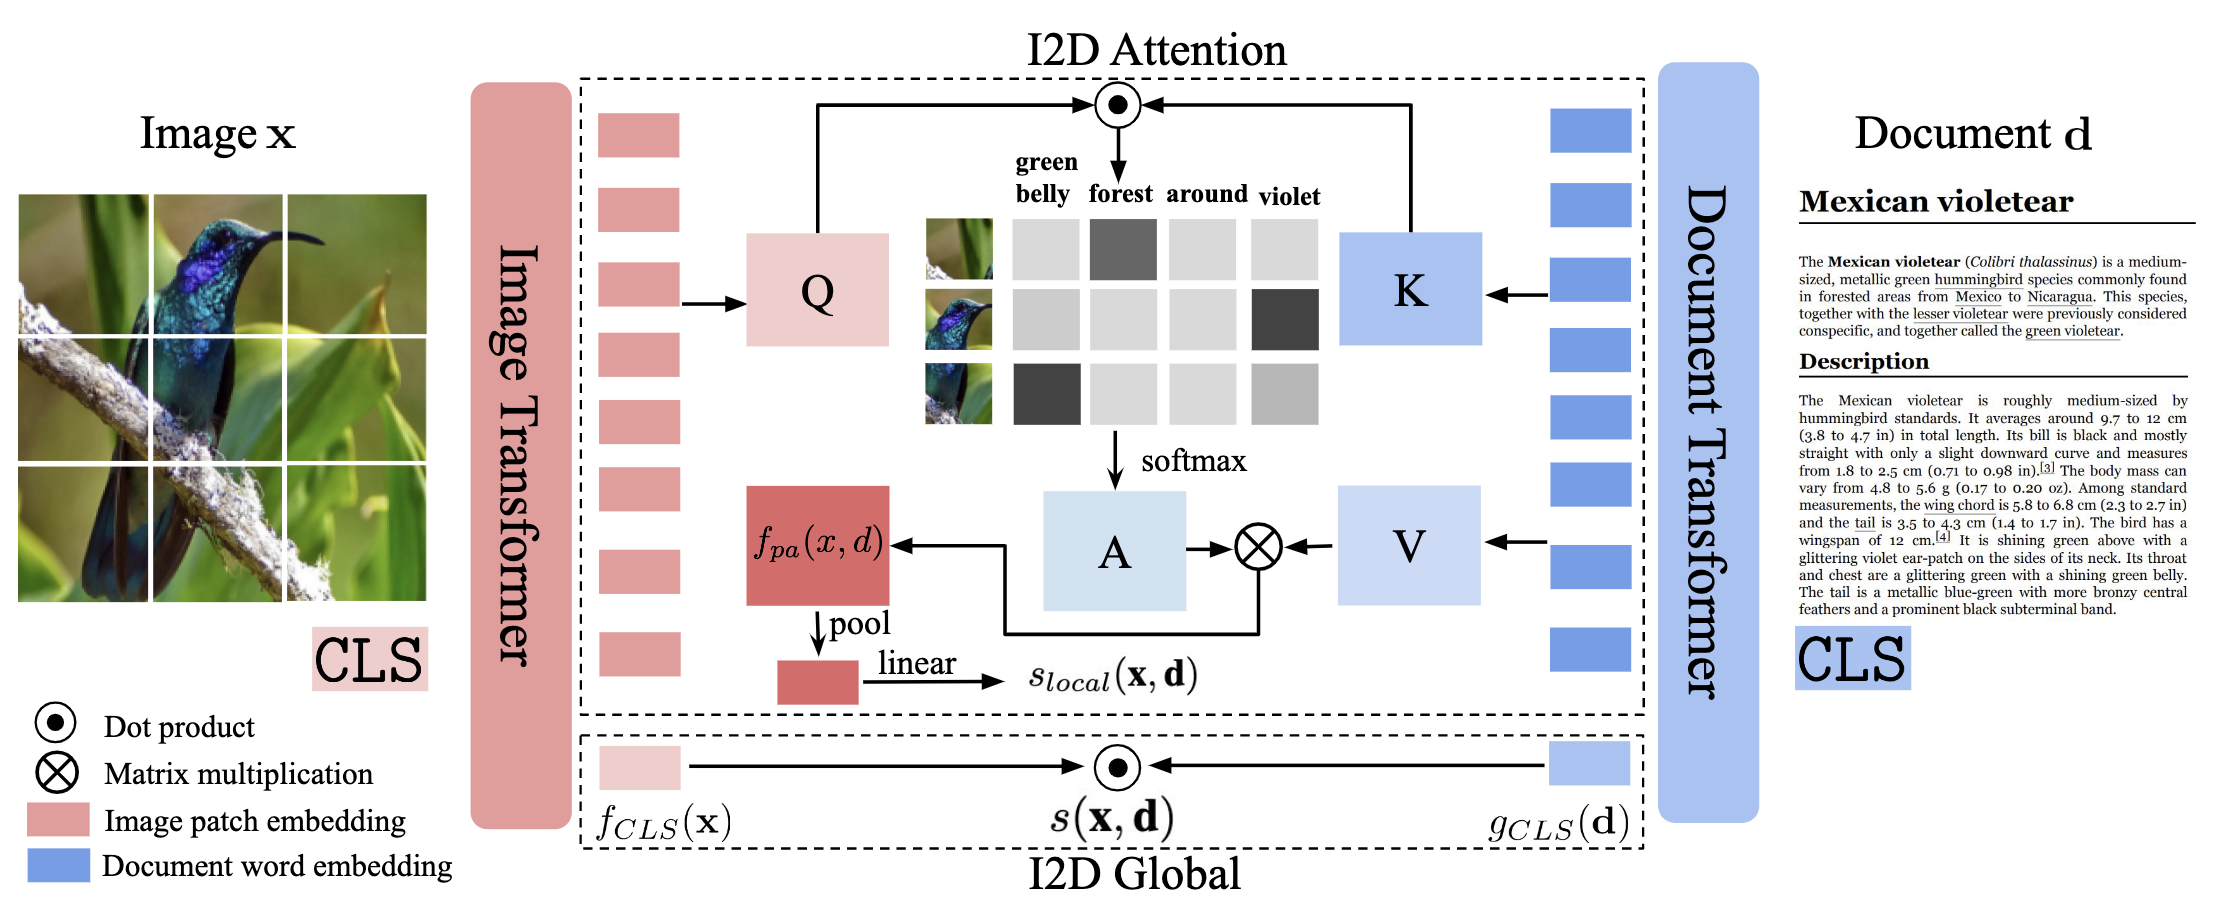 I2D Attention
Image x
CLS
Dot product
Matrix multiplication
Image patch embedding
Document word embedding
Image Transformer
green
belly forest around violet
Q
K
softmax
f_{pa}(x, d)
A
V
pool
linear
s_{local}(x, d)
f_{CLS}(x)
s(x, d)
g_{CLS}(d)
I2D Global
Document Transformer
Document d
Mexican violetear
The Mexican violetear (Colibri thalassinus) is a medium-
sized, metallic green hummingbird species commonly found
in forested areas from Mexico to Nicaragua. This species,
together with the lesser violetear were previously considered
conspecific, and together called the green violetear.
Description
The Mexican violetear is roughly medium-sized by
hummingbird standards. It averages around 9.7 to 12 cm
(3.8 to 4.7 in) in total length. Its bill is black and mostly
straight with only a slight downward curve and measures
from 1.8 to 2.5 cm (0.71 to 0.98 in).[3] The body mass can
vary from 4.8 to 5.6 g (0.17 to 0.20 oz). Among standard
measurements, the wing chord is 5.8 to 6.8 cm (2.3 to 2.7 in)
and the tail is 3.5 to 4.3 cm (1.4 to 1.7 in). The bird has a
wingspan of 12 cm.[4] It is shining green above with a
glittering violet ear-patch on the sides of its neck. Its throat
and chest are a glittering green with a shining green belly.
The tail is a metallic blue-green with more bronzy central
feathers and a prominent black subterminal band.
CLS